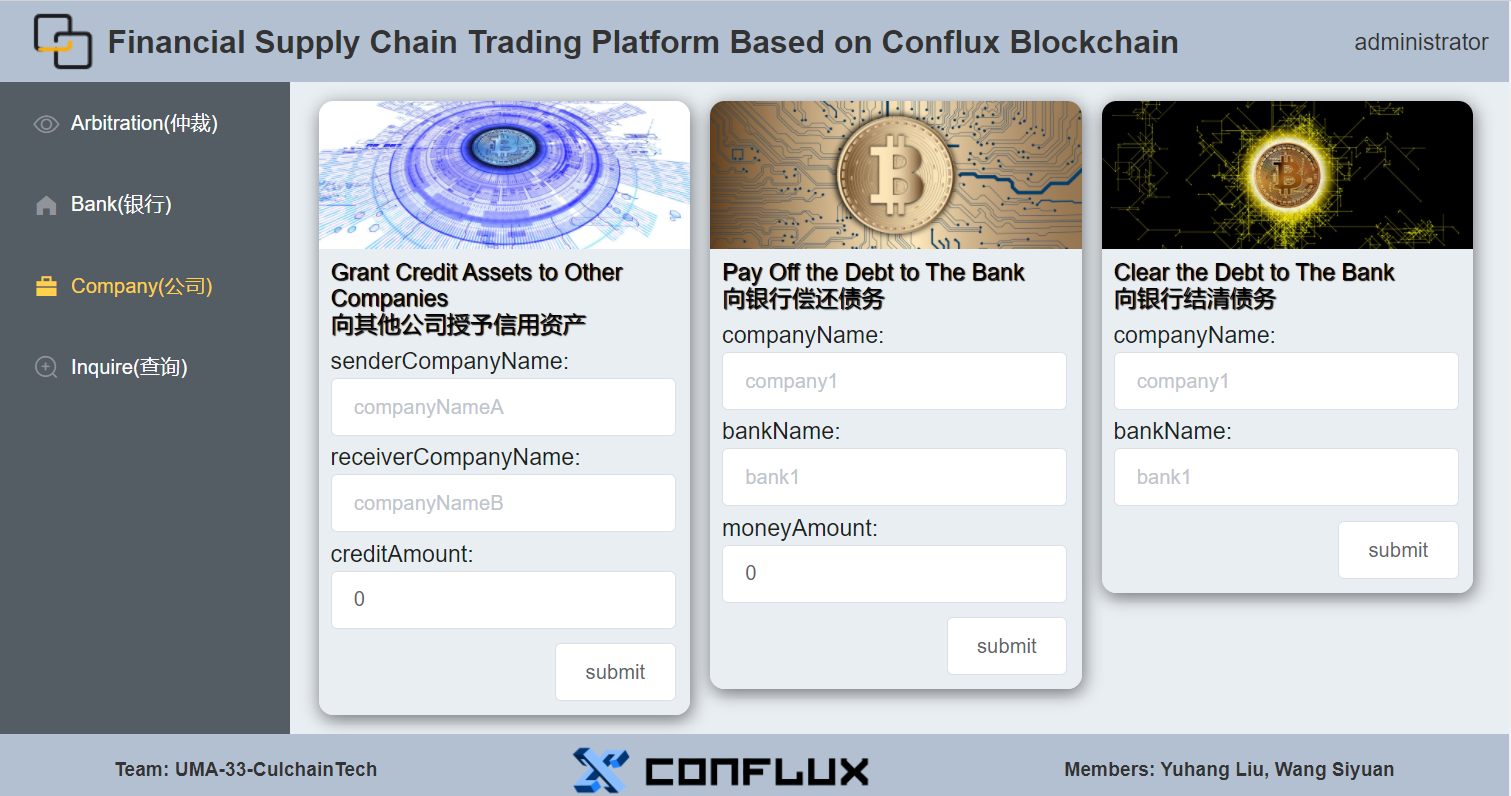 Financial Supply Chain Trading Platform Based on Conflux Blockchain
administrator
Arbitration(仲裁)
Bank(银行)
Company(公司)
Inquire(查询)
Grant Credit Assets to Other
Companies
向其他公司授予信用资产
senderCompanyName:
companyNameA
receiverCompanyName:
companyNameB
creditAmount:
0
submit
Pay Off the Debt to The Bank
向银行偿还债务
companyName:
company1
bankName:
bank1
moneyAmount:
0
submit
Clear the Debt to The Bank
向银行结清债务
companyName:
company1
bankName:
bank1
submit
Team: UMA-33-CulchainTech
CONFLUX
Members: Yuhang Liu, Wang Siyuan